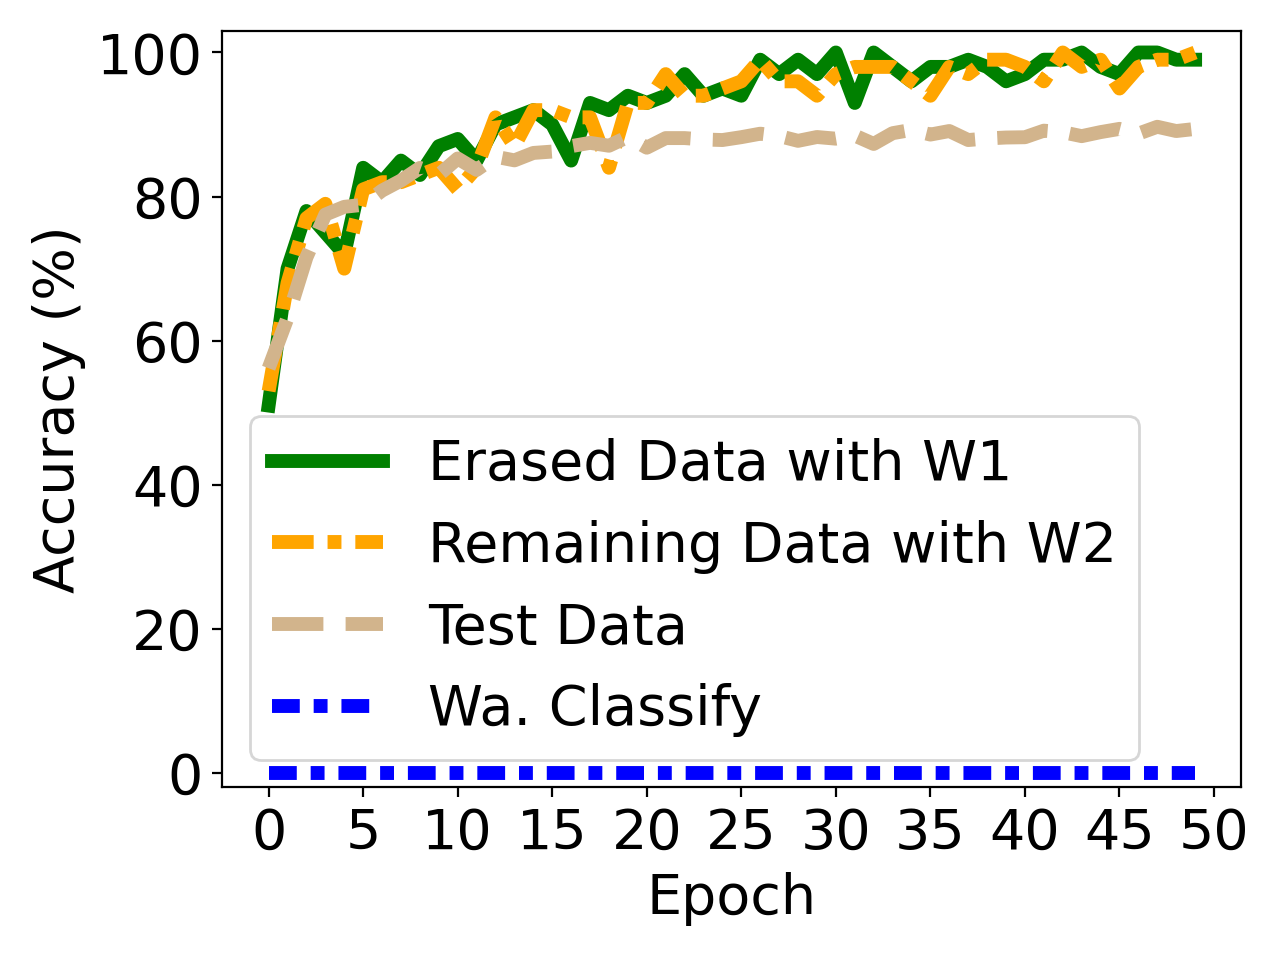 100
80
60
40
20
0
Accuracy (%)
Erased Data with W1
Remaining Data with W2
Test Data
Wa. Classify
0 5 10 15 20 25 30 35 40 45 50
Epoch